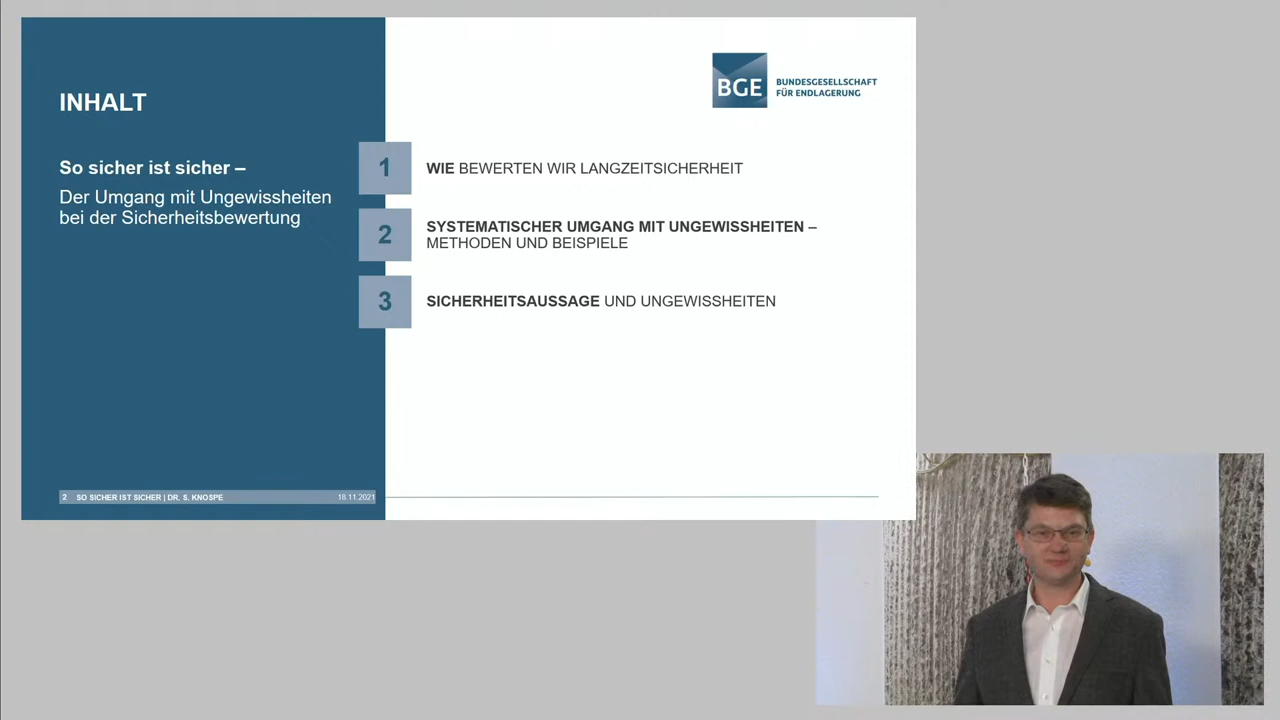 INHALT
So sicher ist sicher –
Der Umgang mit Ungewissheiten
bei der Sicherheitsbewertung
BGE
BUNDESGESELLSCHAFT
FÜR ENDLAGERUNG
1
WIE BEWERTEN WIR LANGZEITSICHERHEIT
2
SYSTEMATISCHER UMGANG MIT UNGEWISSHEITEN –
METHODEN UND BEISPIELE
3
SICHERHEITSAUSSAGE UND UNGEWISSHEITEN
2 SO SICHER IST SICHER | DR. S. KNOSPE 18.11.2021